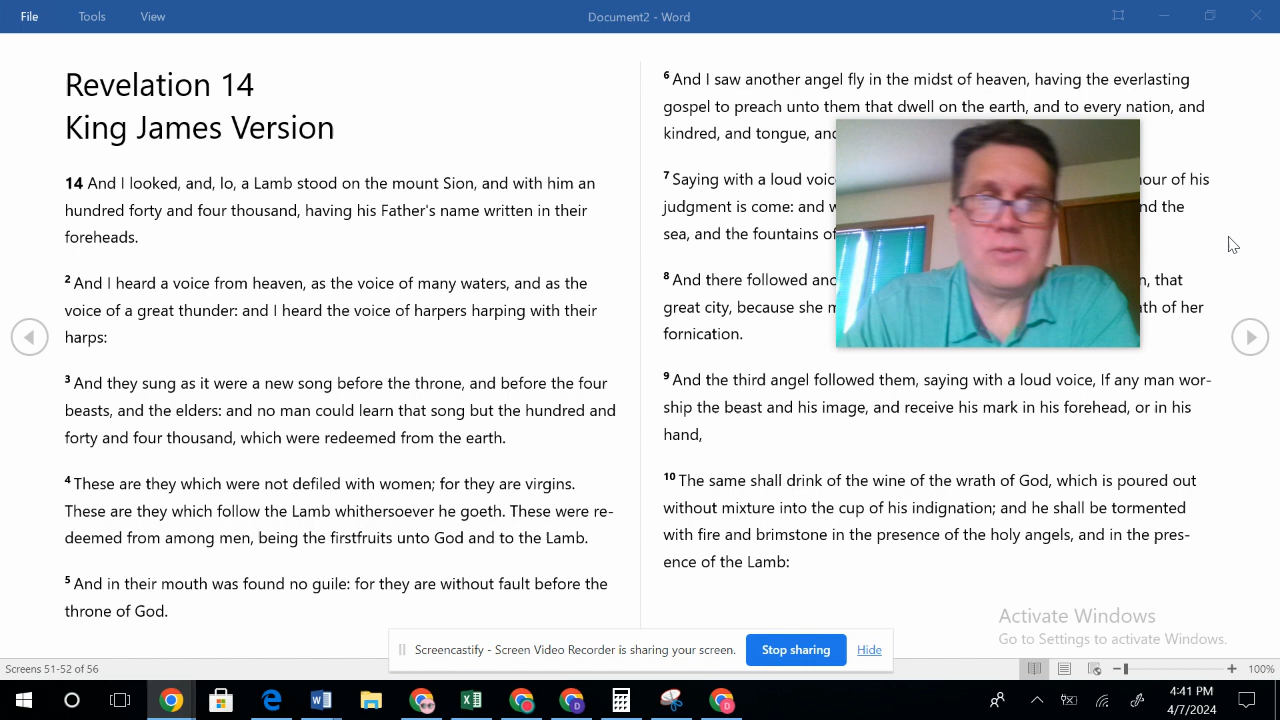 File
Tools
View
Document2 - Word
Revelation 14
King James Version
14 And I looked, and, lo, a Lamb stood on the mount Sion, and with him an
hundred forty and four thousand, having his Father's name written in their
foreheads.
2 And I heard a voice from heaven, as the voice of many waters, and as the
voice of a great thunder: and I heard the voice of harpers harping with their
harps:
3 And they sung as it were a new song before the throne, and before the four
beasts, and the elders: and no man could learn that song but the hundred and
forty and four thousand, which were redeemed from the earth.
4 These are they which were not defiled with women; for they are virgins.
These are they which follow the Lamb whithersoever he goeth. These were re-
deemed from among men, being the firstfruits unto God and to the Lamb.
5 And in their mouth was found no guile: for they are without fault before the
throne of God.
6 And I saw another angel fly in the midst of heaven, having the everlasting
gospel to preach unto them that dwell on the earth, and to every nation, and
kindred, and tongue, and
7 Saying with a loud hour of his
judgment is come: and the
sea, and the fountains of
8 And there followed that
great city, because she of her
fornication.
9 And the third angel followed them, saying with a loud voice, If any man wor-
ship the beast and his image, and receive his mark in his forehead, or in his
hand,
10 The same shall drink of the wine of the wrath of God, which is poured out
without mixture into the cup of his indignation; and he shall be tormented
with fire and brimstone in the presence of the holy angels, and in the pres-
ence of the Lamb:
Activate Windows
Go to Settings to activate Windows.
Screencastify - Screen Video Recorder is sharing your screen.
Stop sharing
Hide
Screens 51-52 of 56
100%
4:41 PM
4/7/2024